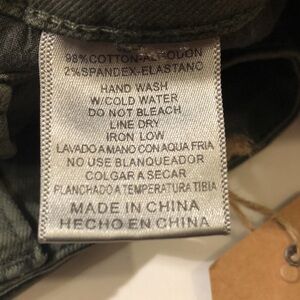 98% COTTON-ALGODON
2% SPANDEX-ELASTANO
HAND WASH
W/COLD WATER
DO NOT BLEACH
LINE DRY
IRON LOW
LAVADO A MANO CON AQUA FRIA
NO USE BLANQUEADOR
COLGAR A SECAR
PLANCHADO A TEMPERATURA TIBIA
MADE IN CHINA
HECHO EN CHINA